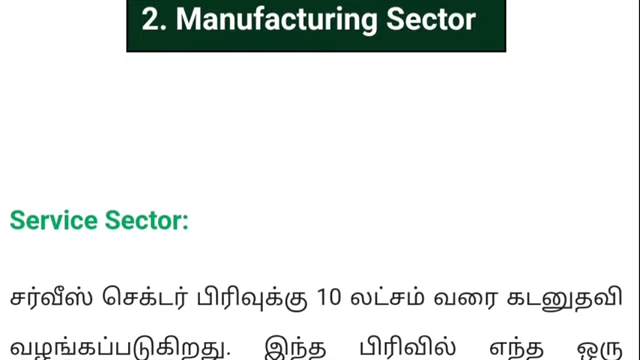 2. Manufacturing Sector
Service Sector:
சர்வீஸ் செக்டர் பிரிவுக்கு 10 லட்சம் வரை கடனுதவி
வழங்கப்படுகிறது. இந்த பிரிவில் எந்த ஒரு